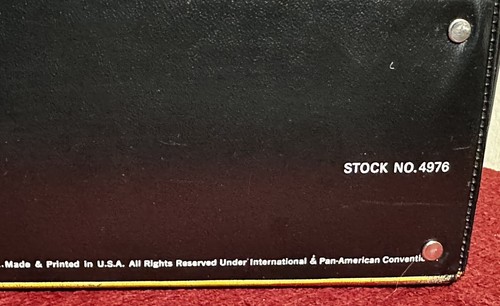 STOCK NO. 4976
. Made & Printed in U.S.A. All Rights Reserved Under International & Pan-American Conventi